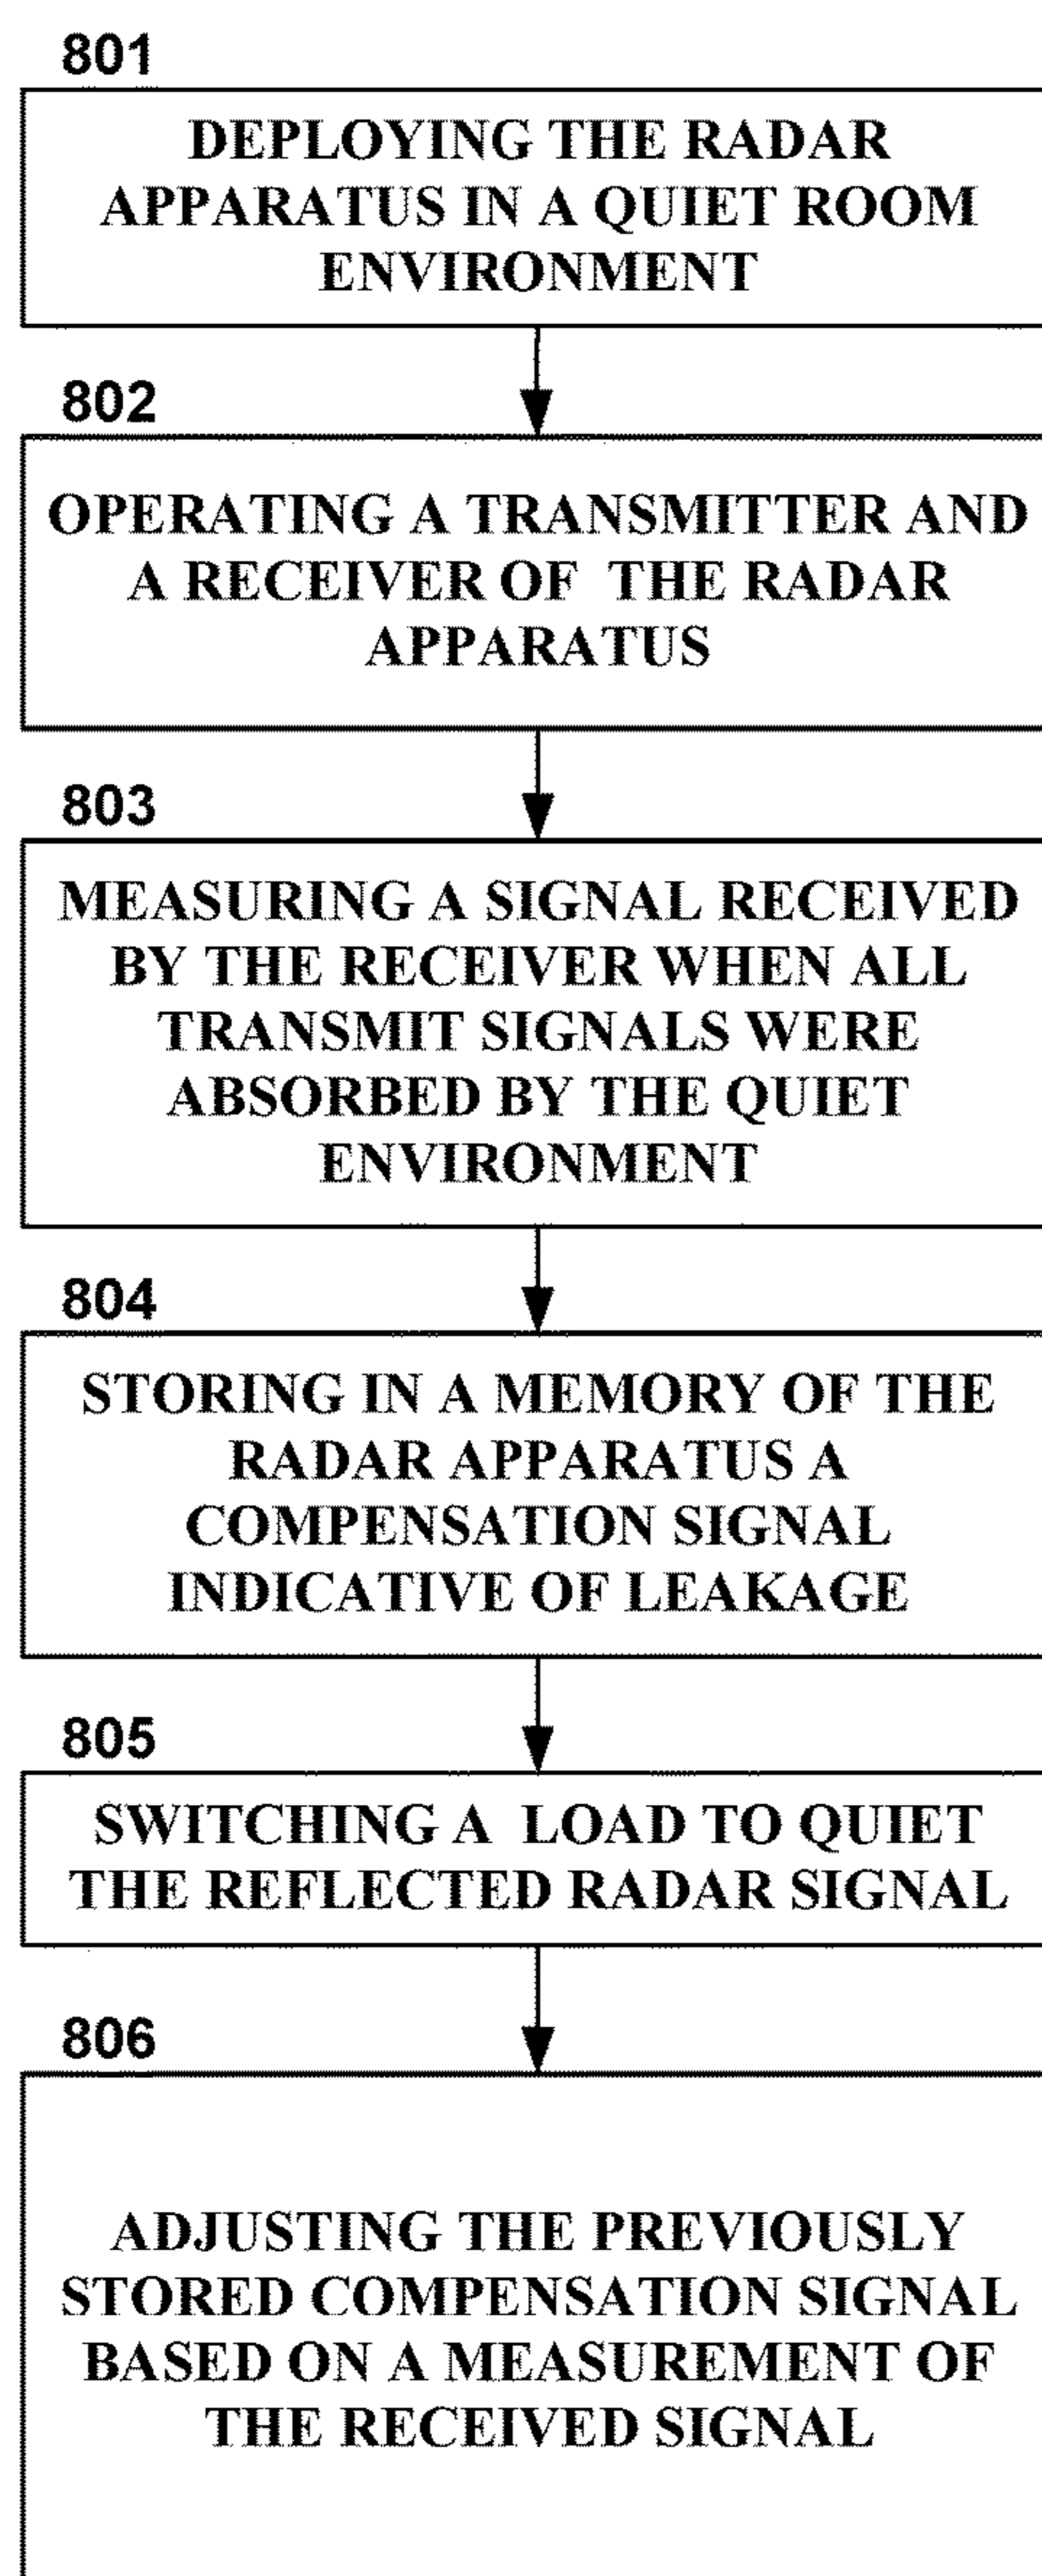 801
DEPLOYING THE RADAR
APPARATUS IN A QUIET ROOM
ENVIRONMENT
802
OPERATING A TRANSMITTER AND
A RECEIVER OF THE RADAR
APPARATUS
803
MEASURING A SIGNAL RECEIVED
BY THE RECEIVER WHEN ALL
TRANSMIT SIGNALS WERE
ABSORBED BY THE QUIET
ENVIRONMENT
804
STORING IN A MEMORY OF THE
RADAR APPARATUS A
COMPENSATION SIGNAL
INDICATIVE OF LEAKAGE
805
SWITCHING A LOAD TO QUIET
THE REFLECTED RADAR SIGNAL
806
ADJUSTING THE PREVIOUSLY
STORED COMPENSATION SIGNAL
BASED ON A MEASUREMENT OF
THE RECEIVED SIGNAL